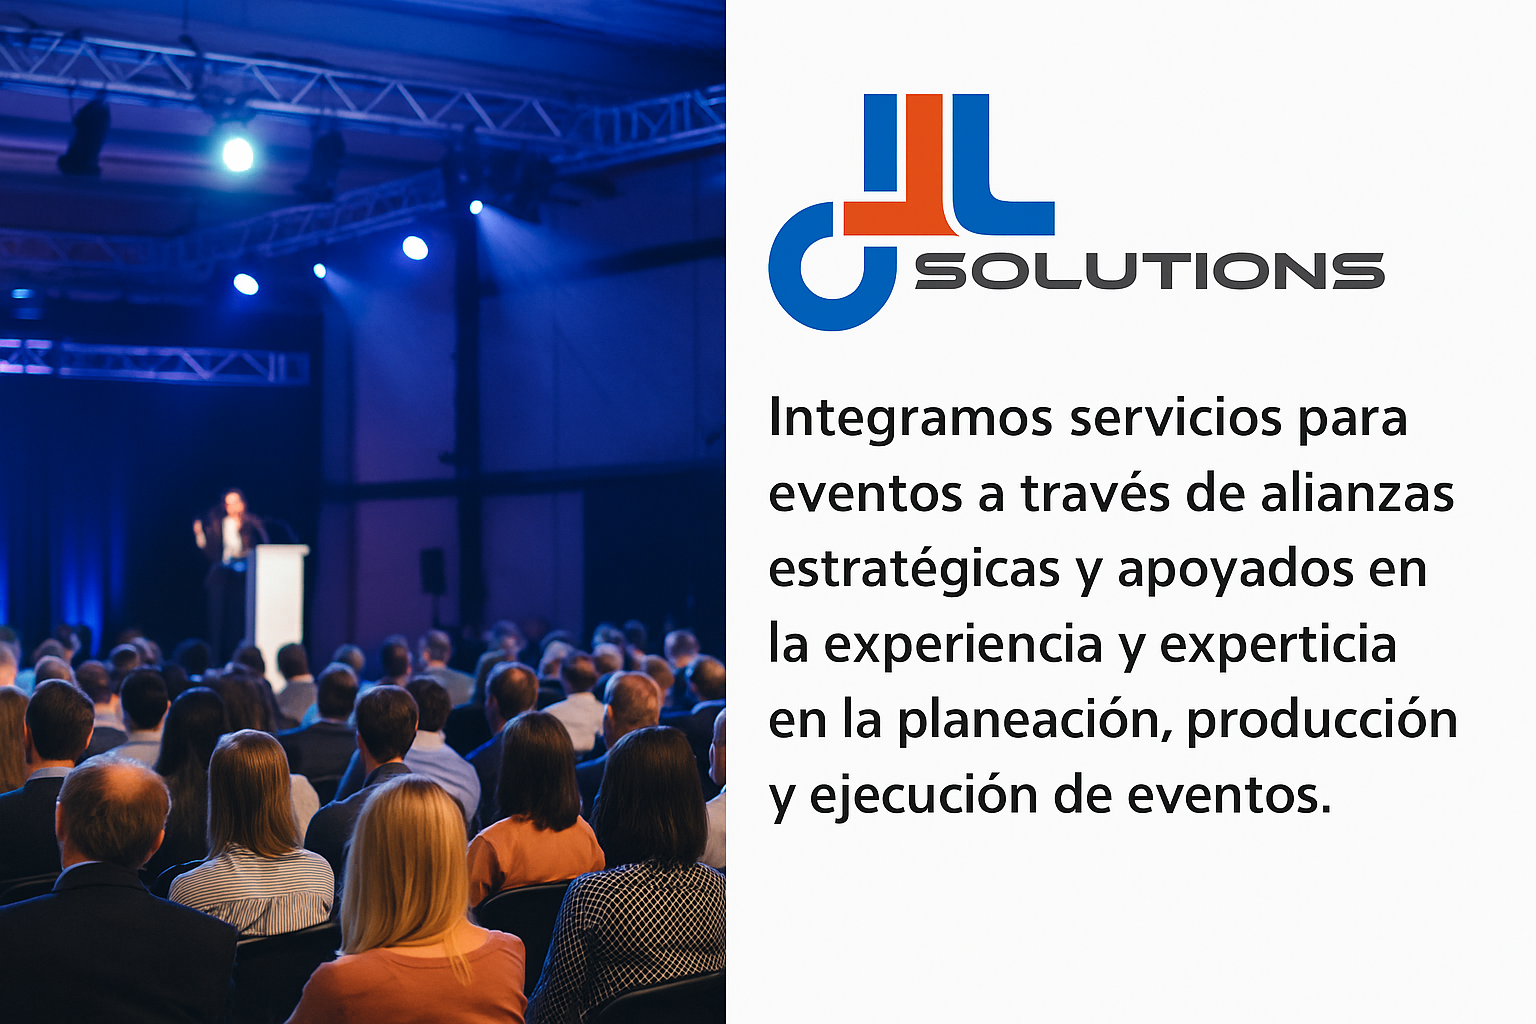 SOLUTIONS
Integramos servicios para
eventos a través de alianzas
estratégicas y apoyados en
la experiencia y experticia
en la planeación, producción
y ejecución de eventos.